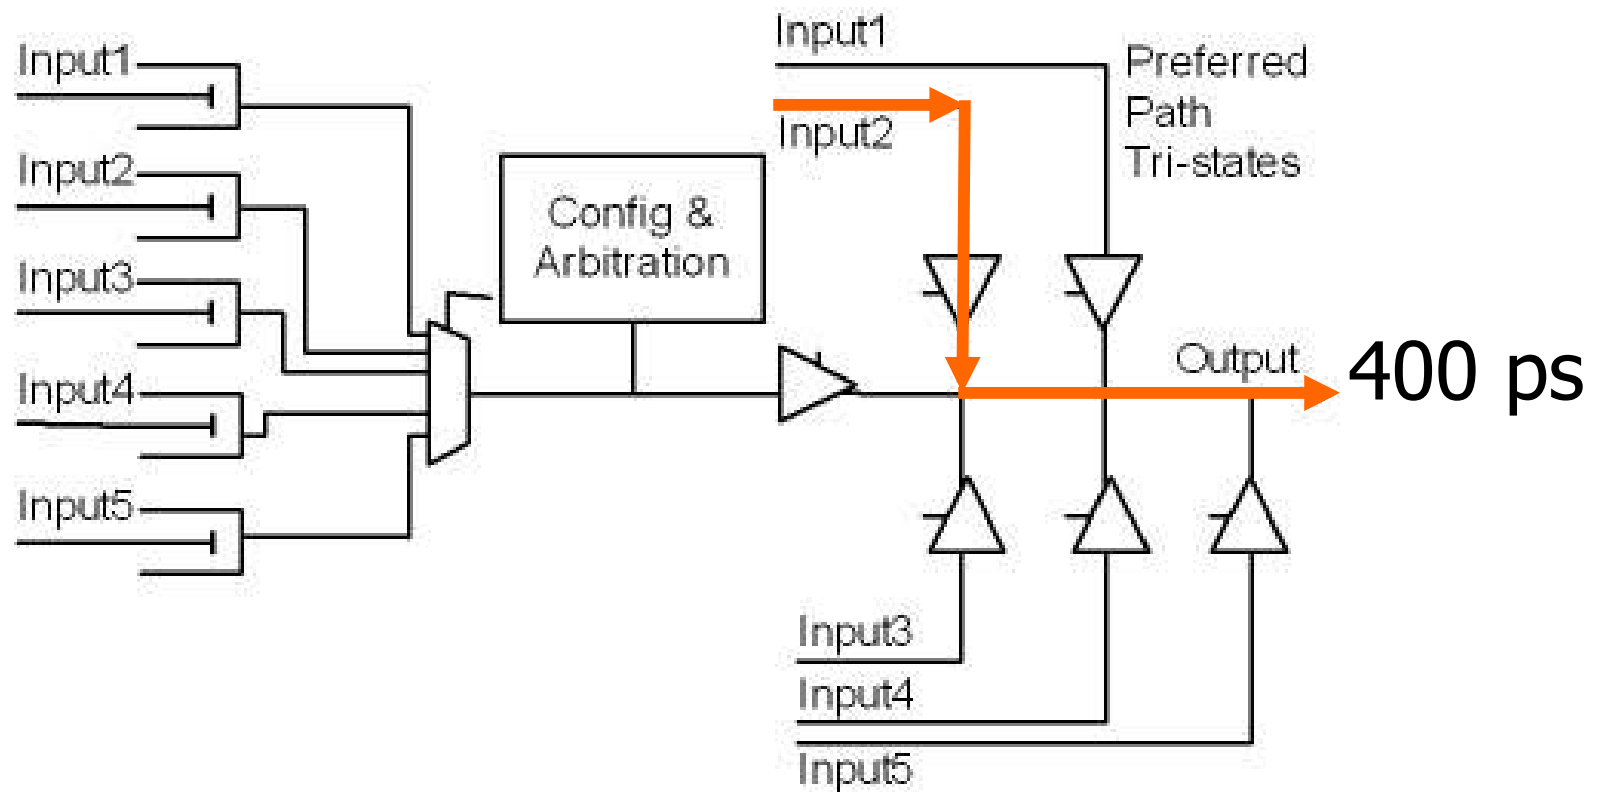 Input1
Input2
Input3
Input4
Input5
Config &
Arbitration
Input1
Input2
Preferred
Path
Tri-states
Output
400 ps
Input3
Input4
Input5